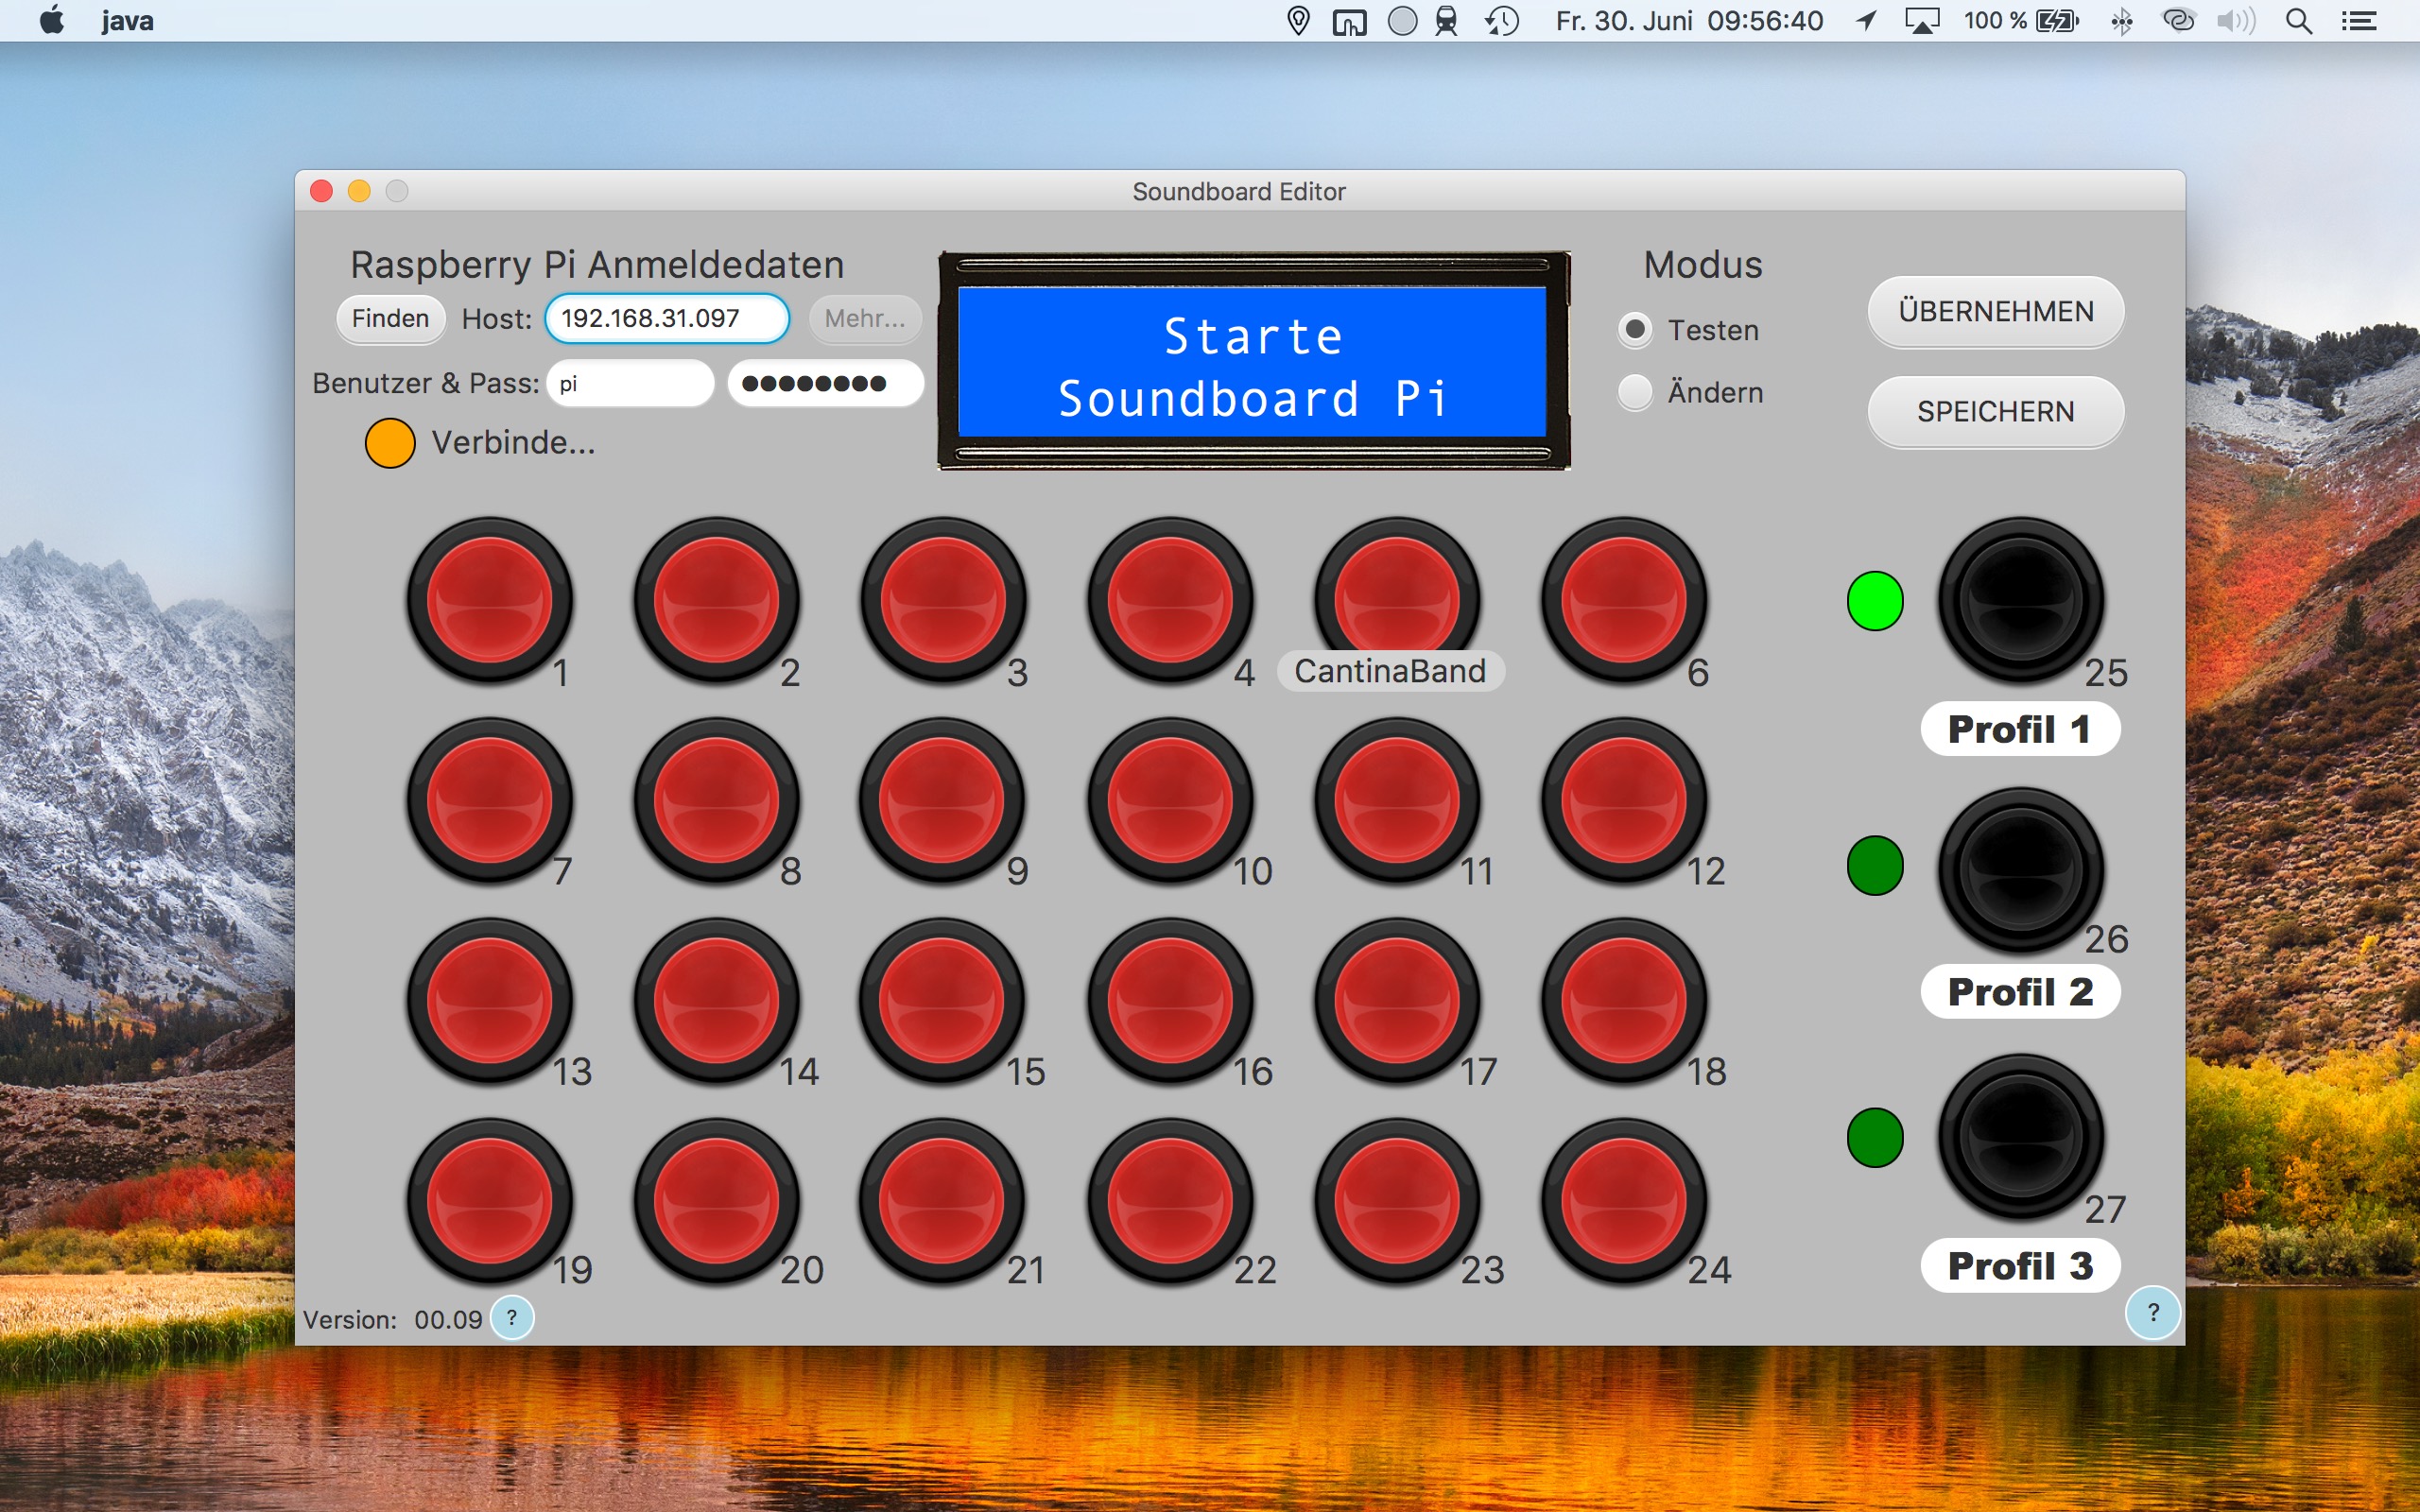 java
Fr. 30. Juni 09:56:40
100 %
Soundboard Editor
Raspberry Pi Anmeldedaten
Finden
Host:
192.168.31.097
Mehr...
Benutzer & Pass:
pi
Verbinde...
Starte
Soundboard Pi
Modus
Testen
Ändern
ÜBERNEHMEN
SPEICHERN
1
2
3
4
CantinaBand
6
25
Profil 1
7
8
9
10
11
12
26
Profil 2
13
14
15
16
17
18
27
Profil 3
19
20
21
22
23
24
Version: 00.09
?
?